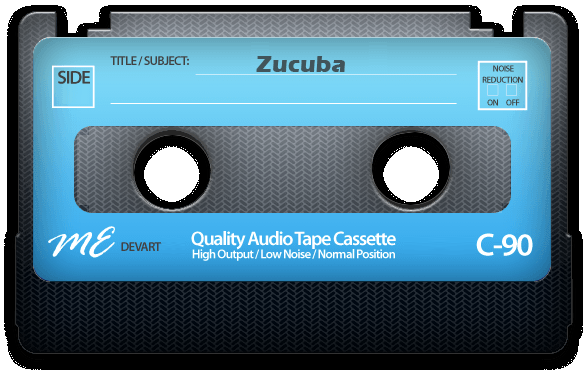 TITLE / SUBJECT: Zucuba
SIDE
NOISE
REDUCTION
ON OFF
ME DEVART
Quality Audio Tape Cassette
High Output / Low Noise / Normal Position
C-90